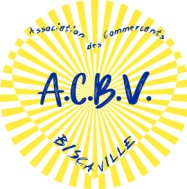 Association des Commerçants
A.C.B.V.
BISCAVILLE